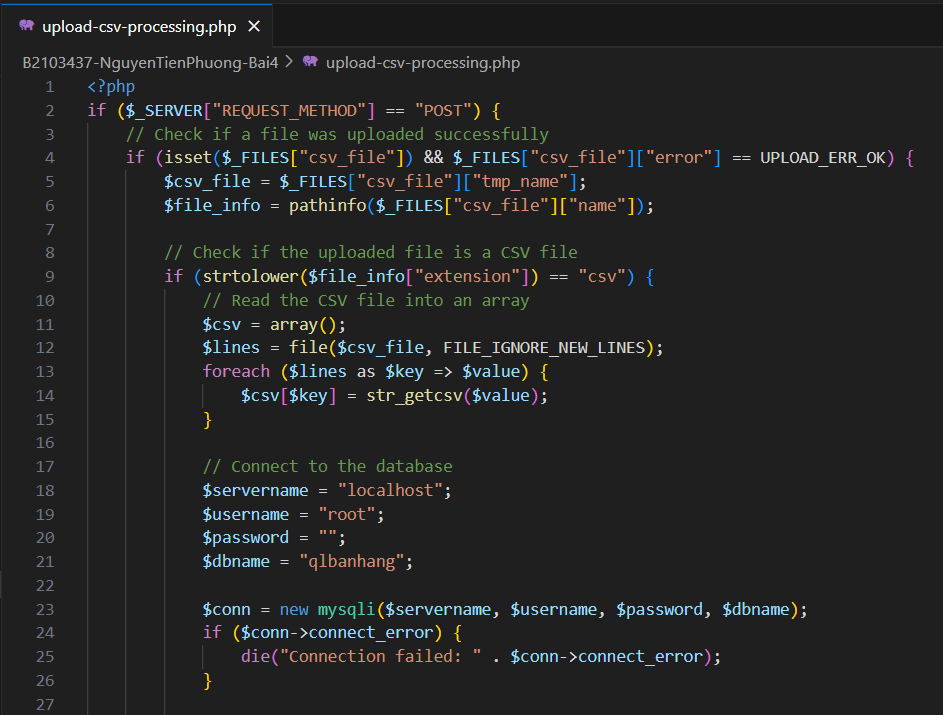 upload-csv-processing.php
B2103437-NguyenTienPhuong-Bai4 > upload-csv-processing.php
1 <?php
2 if ($_SERVER["REQUEST_METHOD"] == "POST") {
3     // Check if a file was uploaded successfully
4     if (isset($_FILES["csv_file"]) && $_FILES["csv_file"]["error"] == UPLOAD_ERR_OK) {
5         $csv_file = $_FILES["csv_file"]["tmp_name"];
6         $file_info = pathinfo($_FILES["csv_file"]["name"]);
7
8         // Check if the uploaded file is a CSV file
9         if (strtolower($file_info["extension"]) == "csv") {
10             // Read the CSV file into an array
11             $csv = array();
12             $lines = file($csv_file, FILE_IGNORE_NEW_LINES);
13             foreach ($lines as $key => $value) {
14                 $csv[$key] = str_getcsv($value);
15             }
16
17             // Connect to the database
18             $servername = "localhost";
19             $username = "root";
20             $password = "";
21             $dbname = "qlbanhang";
22
23             $conn = new mysqli($servername, $username, $password, $dbname);
24             if ($conn->connect_error) {
25                 die("Connection failed: " . $conn->connect_error);
26             }
27